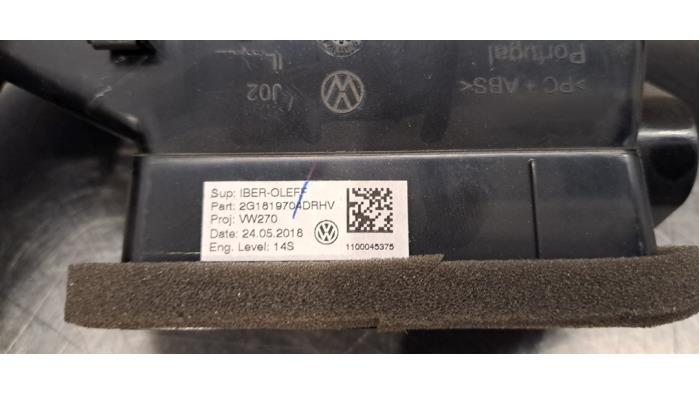 Portugal
>PC + ABS<
J02
Sup: IBER-OLEFF
Part: 2G1819704DRHV
Proj: VW270
Date: 24.05.2018
Eng. Level: 14S
1100045375